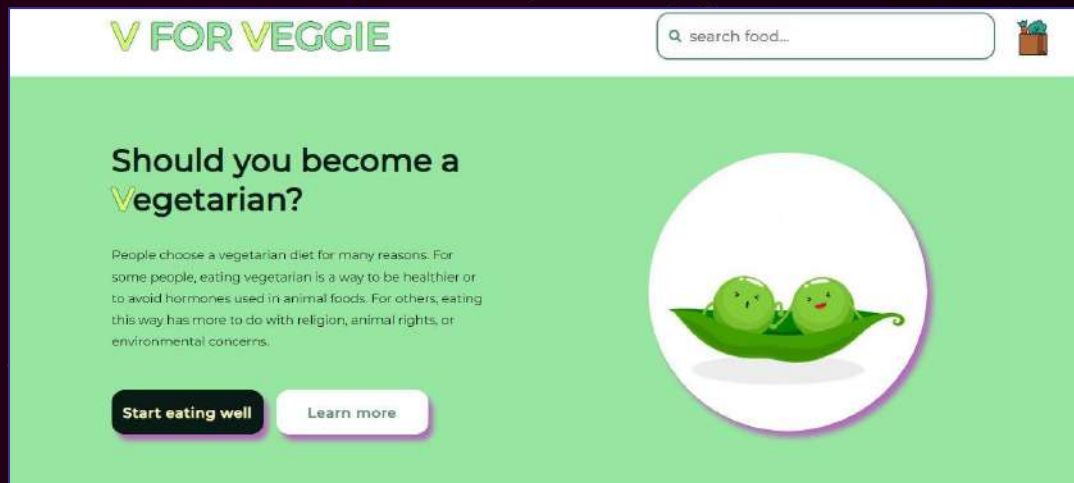 V FOR VEGGIE
search food...
Should you become a
Vegetarian?
People choose a vegetarian diet for many reasons. For
some people, eating vegetarian is a way to be healthier or
to avoid hormones used in animal foods. For others, eating
this way has more to do with religion, animal rights, or
environmental concerns.
Start eating well
Learn more